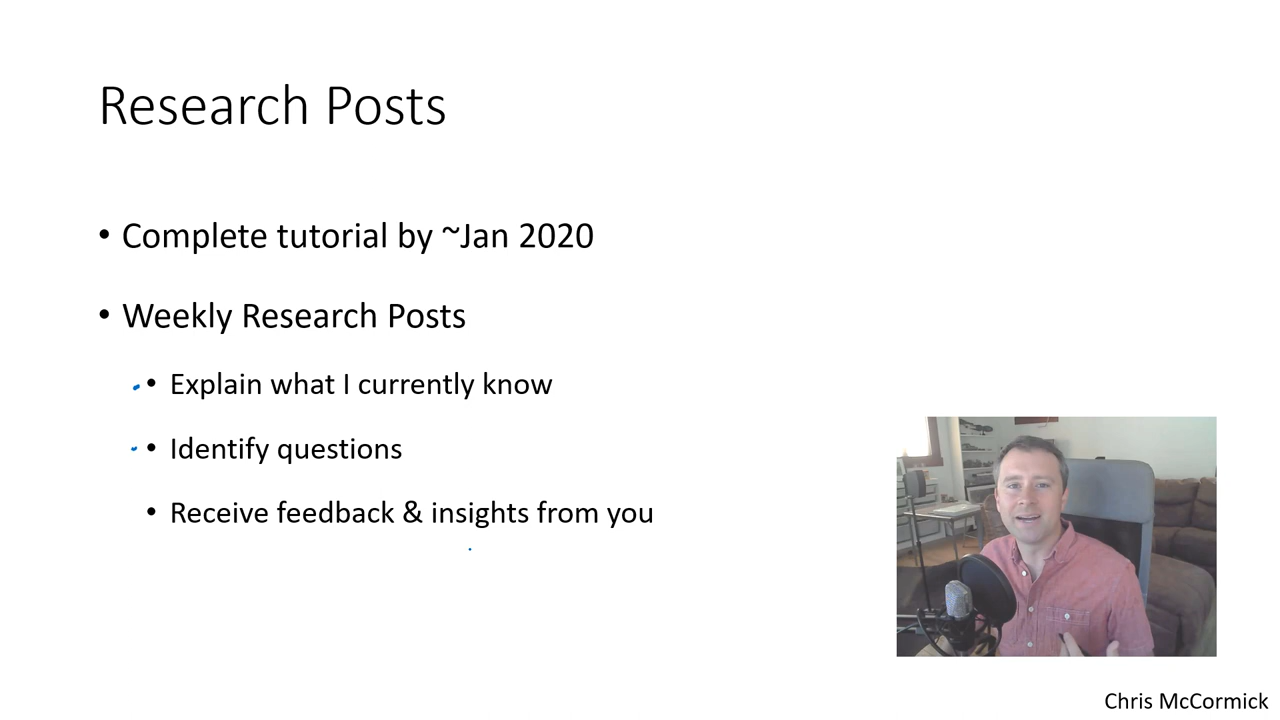 Research Posts
• Complete tutorial by ~Jan 2020
• Weekly Research Posts
• Explain what I currently know
• Identify questions
• Receive feedback & insights from you
Chris McCormick